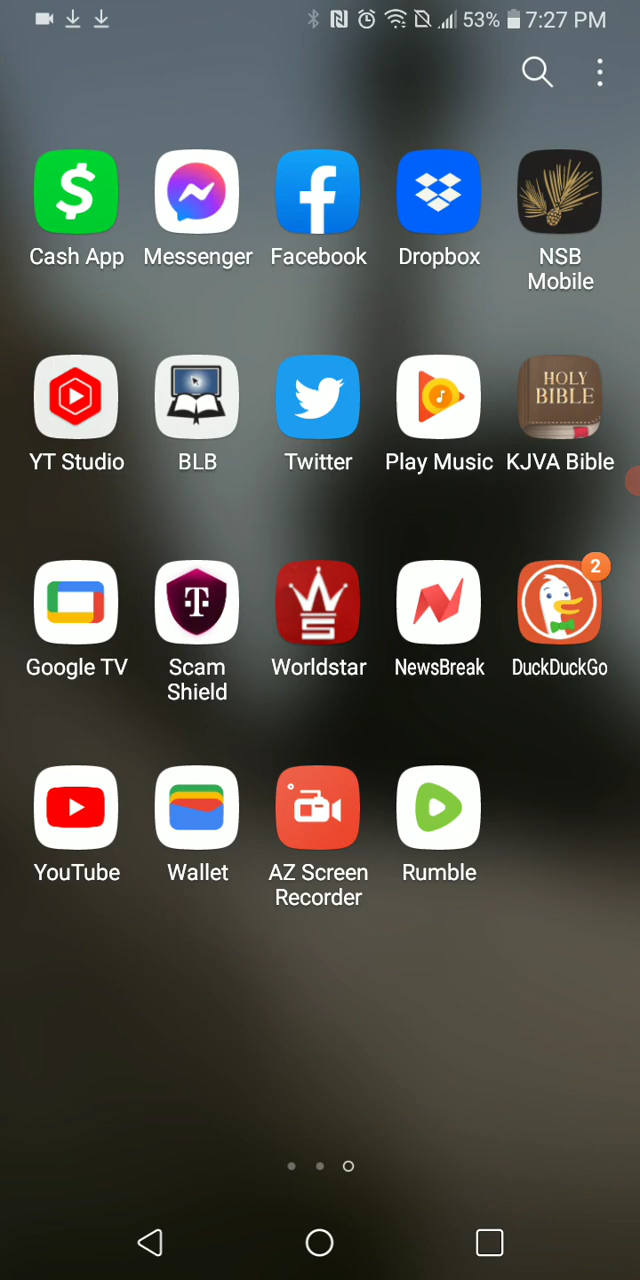 53% 7:27 PM
Cash App Messenger Facebook Dropbox NSB Mobile
HOLY BIBLE
YT Studio BLB Twitter Play Music KJVA Bible
2
Google TV Scam Shield Worldstar NewsBreak DuckDuckGo
YouTube Wallet AZ Screen Recorder Rumble